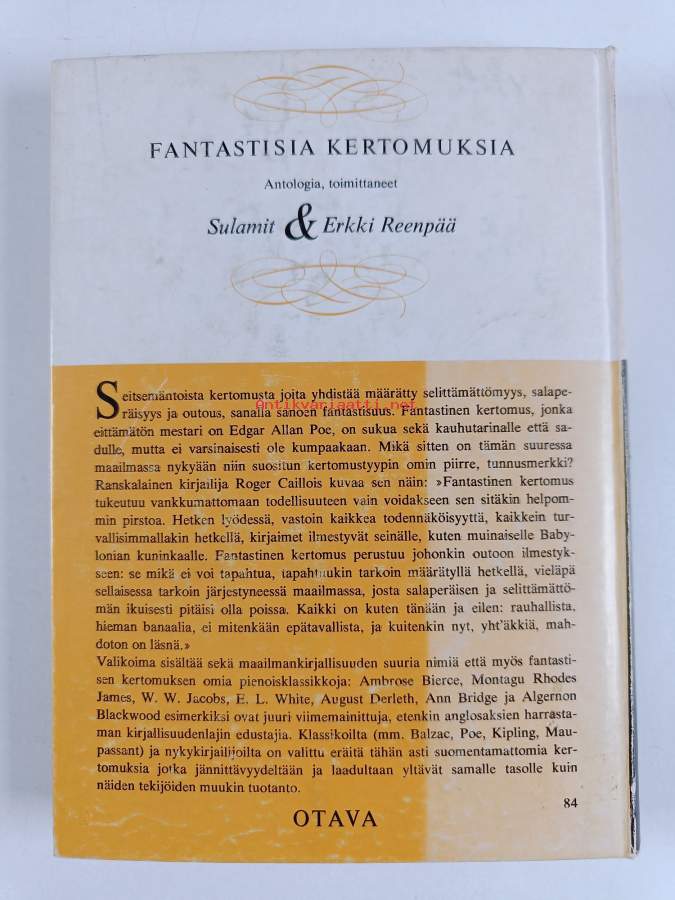 FANTASTISIA KERTOMUKSIA
Antologia, toimittaneet
Sulamit & Erkki Reenpää
Seitsemäntoista kertomusta joita yhdistää määrätty selittämättömyys, salape-
räisyys ja outous, sanalla sanoen fantastisuus. Fantastinen kertomus, jonka
Antikvariaatti.net
eittämätön mestari on Edgar Allan Poe, on sukua sekä kauhutarinalle että sa-
dulle, mutta ei varsinaisesti ole kumpaakaan. Mikä sitten on tämän suuressa
maailmassa nykyään niin suositun kertomustyypin omin piirre, tunnusmerkki?
Ranskalainen kirjailija Roger Caillois kuvaa sen näin: »Fantastinen kertomus
tukeutuu vankkumattomaan todellisuuteen vain voidakseen sen sitäkin helpom-
min pirstoa. Hetken lyödessä, vastoin kaikkea todennäköisyyttä, kaikkein tur-
vallisimmallakin hetkellä, kirjaimet ilmestyvät seinälle, kuten muinaiselle Baby-
lonian kuninkaalle. Fantastinen kertomus perustuu johonkin outoon ilmestyk-
seen: se mikä ei voi tapahtua, tapahtuukin tarkoin määrätyllä hetkellä, vieläpä
sellaisessa tarkoin järjestyneessä maailmassa, josta salaperäisen ja selittämättö-
män ikuisesti pitäisi olla poissa. Kaikki on kuten tänään ja eilen: rauhallista,
hieman banaalia, ei mitenkään epätavallista, ja kuitenkin nyt, yht'äkkiä, mah-
doton on läsnä.»
Valikoima sisältää sekä maailmankirjallisuuden suuria nimiä että myös fantasti-
sen kertomuksen omia pienoisklassikkoja: Ambrose Bierce, Montagu Rhodes
James, W. W. Jacobs, E. L. White, August Derleth, Ann Bridge ja Algernon
Blackwood esimerkiksi ovat juuri viimemainittuja, etenkin anglosaksien harrasta-
man kirjallisuudenlajin edustajia. Klassikoilta (mm. Balzac, Poe, Kipling, Mau-
passant) ja nykykirjailijoilta on valittu eräitä tähän asti suomentamattomia ker-
tomuksia jotka jännittävyydeltään ja laadultaan yltävät samalle tasolle kuin
näiden tekijöiden muukin tuotanto.
84
OTAVA